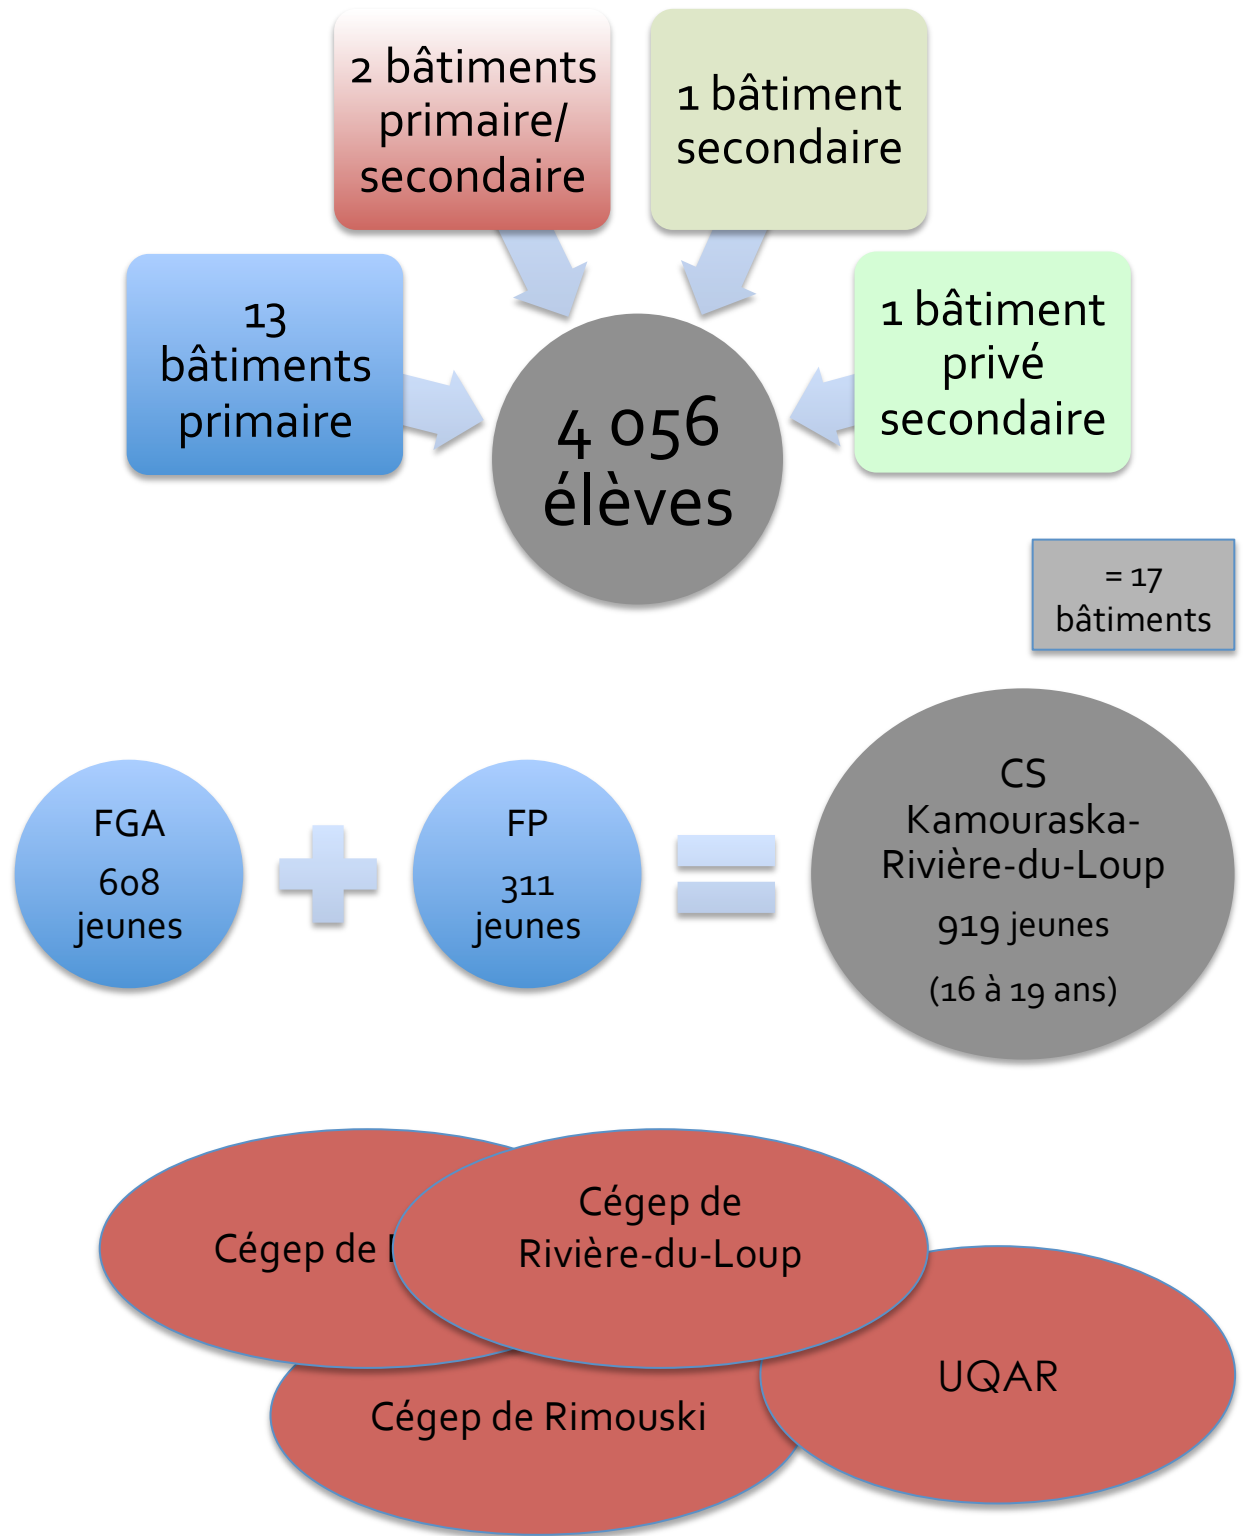 2 bâtiments
primaire/
secondaire
1 bâtiment
secondaire
13
bâtiments
primaire
1 bâtiment
privé
secondaire
4 056
élèves
= 17
bâtiments
FGA
608
jeunes
FP
311
jeunes
CS
Kamouraska-
Rivière-du-Loup
919 jeunes
(16 à 19 ans)
Cégep de
Cégep de
Rivière-du-Loup
UQAR
Cégep de Rimouski